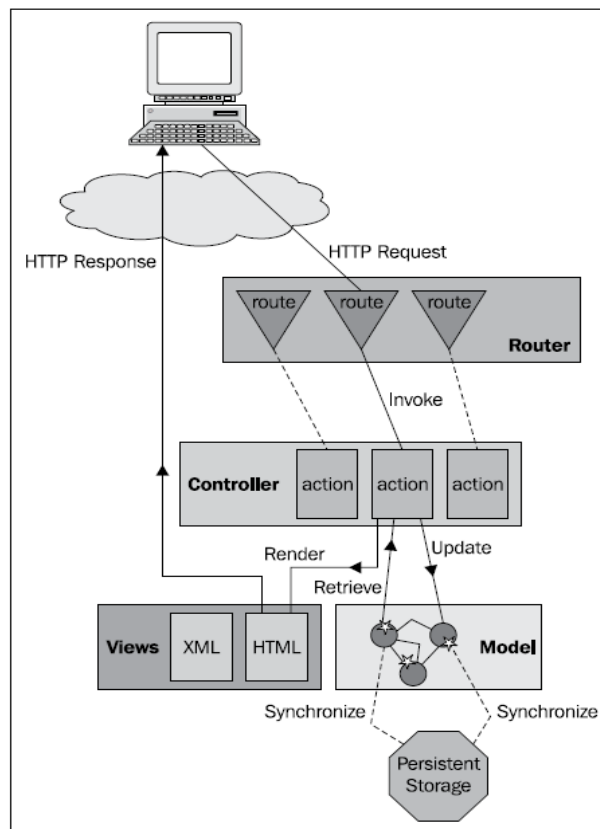 HTTP Response
HTTP Request
route
route
route
Router
Invoke
Controller
action
action
action
Render
Update
Retrieve
Views
XML
HTML
Model
Synchronize
Synchronize
Persistent
Storage